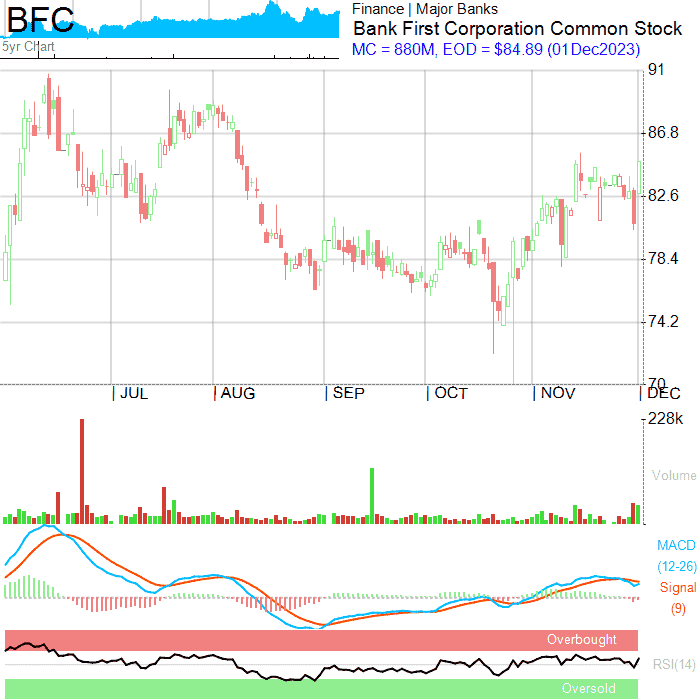 BFC
Finance | Major Banks
Bank First Corporation Common Stock
MC = 880M, EOD = $84.89 (01Dec2023)
5yr Chart
91
86.8
82.6
78.4
74.2
70
JUL AUG SEP OCT NOV DEC
228k
Volume
MACD
(12-26)
Signal
(9)
Overbought
RSI(14)
Oversold